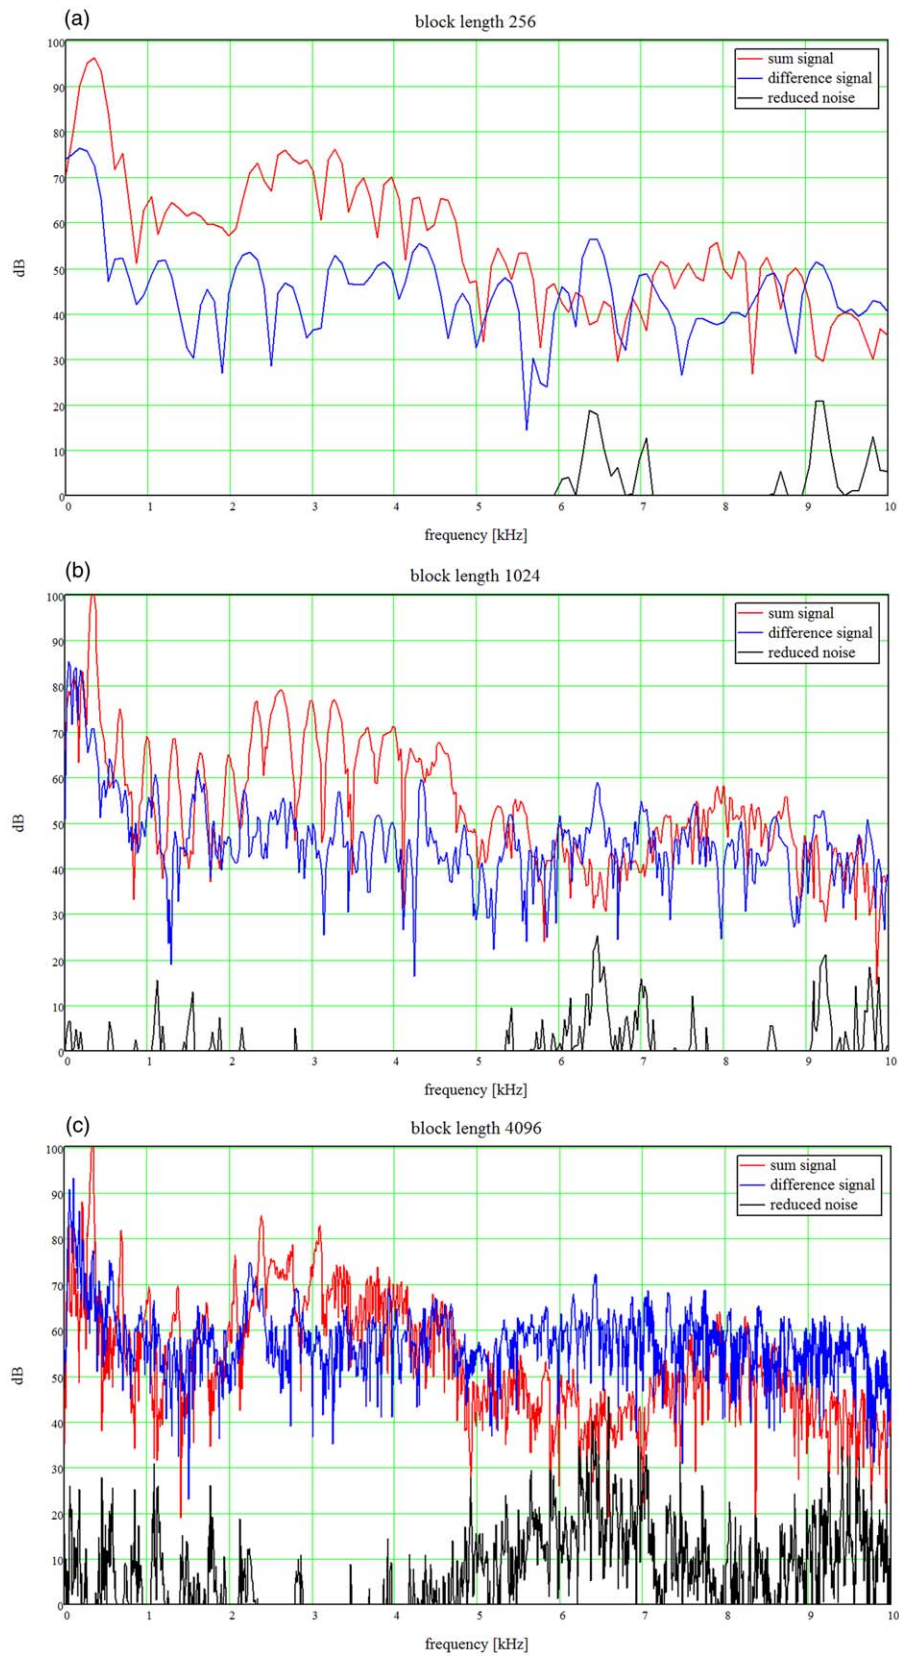 (a)
block length 256
sum signal
difference signal
reduced noise
100
90
80
70
60
50
40
30
20
10
0
dB
0 1 2 3 4 5 6 7 8 9 10
frequency [kHz]
(b)
block length 1024
sum signal
difference signal
reduced noise
100
90
80
70
60
50
40
30
20
10
0
dB
0 1 2 3 4 5 6 7 8 9 10
frequency [kHz]
(c)
block length 4096
sum signal
difference signal
reduced noise
100
90
80
70
60
50
40
30
20
10
0
dB
0 1 2 3 4 5 6 7 8 9 10
frequency [kHz]